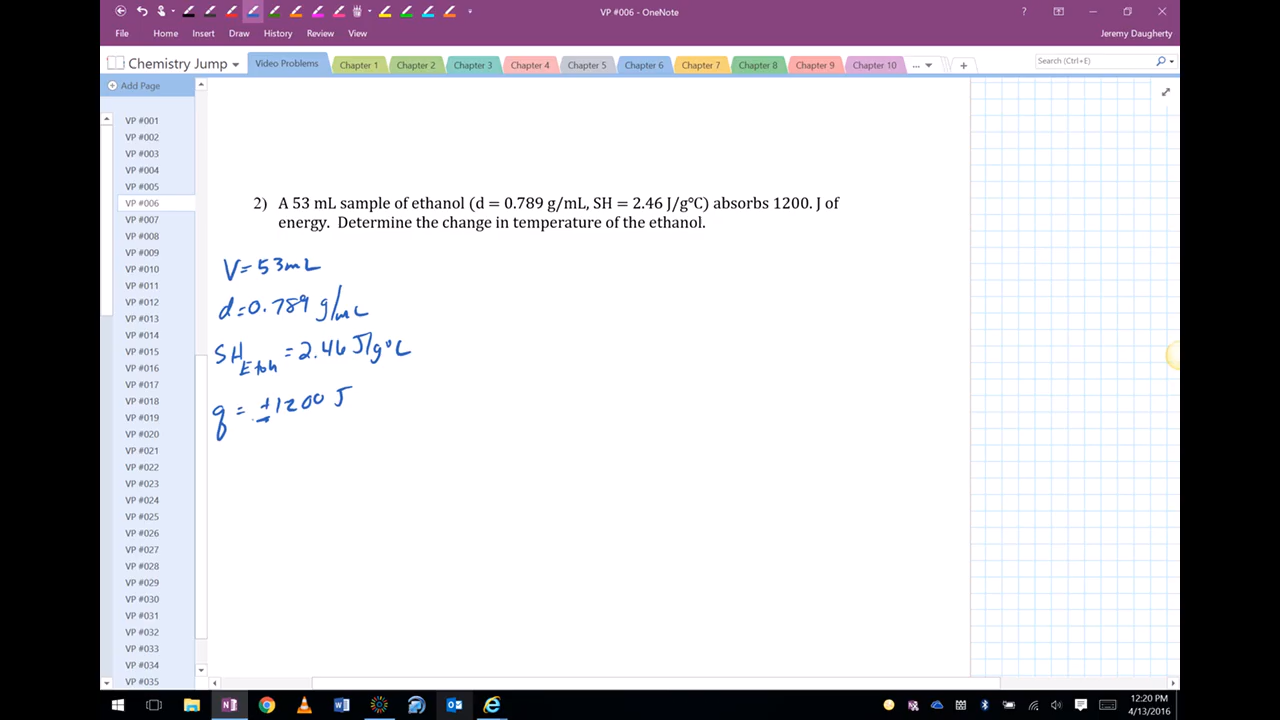 VP #006 - OneNote
?
File Home Insert Draw History Review View
Jeremy Daugherty
Chemistry Jump
Video Problems Chapter 1 Chapter 2 Chapter 3 Chapter 4 Chapter 5 Chapter 6 Chapter 7 Chapter 8 Chapter 9 Chapter 10 ... +
Search (Ctrl+E)
Add Page
VP #001
VP #002
VP #003
VP #004
VP #005
VP #006
VP #007
VP #008
VP #009
VP #010
VP #011
VP #012
VP #013
VP #014
VP #015
VP #016
VP #017
VP #018
VP #019
VP #020
VP #021
VP #022
VP #023
VP #024
VP #025
VP #026
VP #027
VP #028
VP #029
VP #030
VP #031
VP #032
VP #033
VP #034
VP #035
2) A 53 mL sample of ethanol (d = 0.789 g/mL, SH = 2.46 J/g°C) absorbs 1200. J of
energy. Determine the change in temperature of the ethanol.
V = 53 mL
d = 0.789 g/mL
SH Etoh = 2.46 J/g°C
q = +1200 J
12:20 PM
4/13/2016